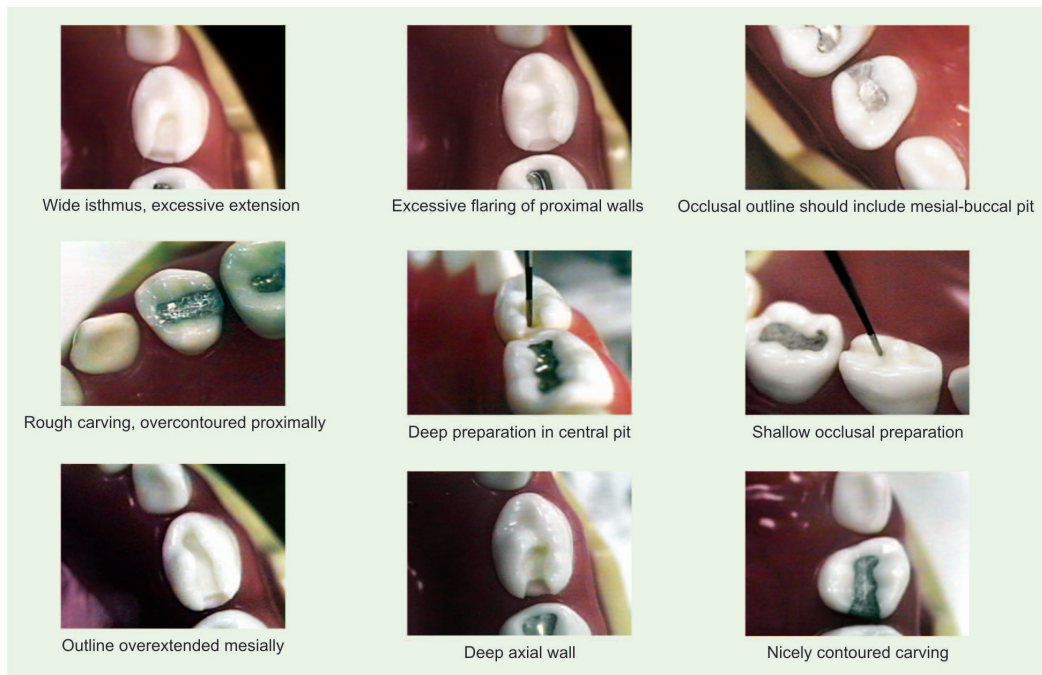 Wide isthmus, excessive extension
Excessive flaring of proximal walls
Occlusal outline should include mesial-buccal pit
Rough carving, overcontoured proximally
Deep preparation in central pit
Shallow occlusal preparation
Outline overextended mesially
Deep axial wall
Nicely contoured carving